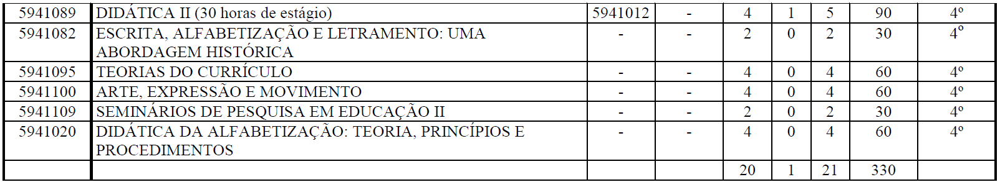 5941089 DIDÁTICA II (30 horas de estágio) 5941012 - 4 1 5 90 4º
5941082 ESCRITA, ALFABETIZAÇÃO E LETRAMENTO: UMA - - 2 0 2 30 4º
ABORDAGEM HISTÓRICA
5941095 TEORIAS DO CURRÍCULO - - 4 0 4 60 4º
5941100 ARTE, EXPRESSÃO E MOVIMENTO - - 4 0 4 60 4º
5941109 SEMINÁRIOS DE PESQUISA EM EDUCAÇÃO II - - 2 0 2 30 4º
5941020 DIDÁTICA DA ALFABETIZAÇÃO: TEORIA, PRINCÍPIOS E - - 4 0 4 60 4º
PROCEDIMENTOS
20 1 21 330